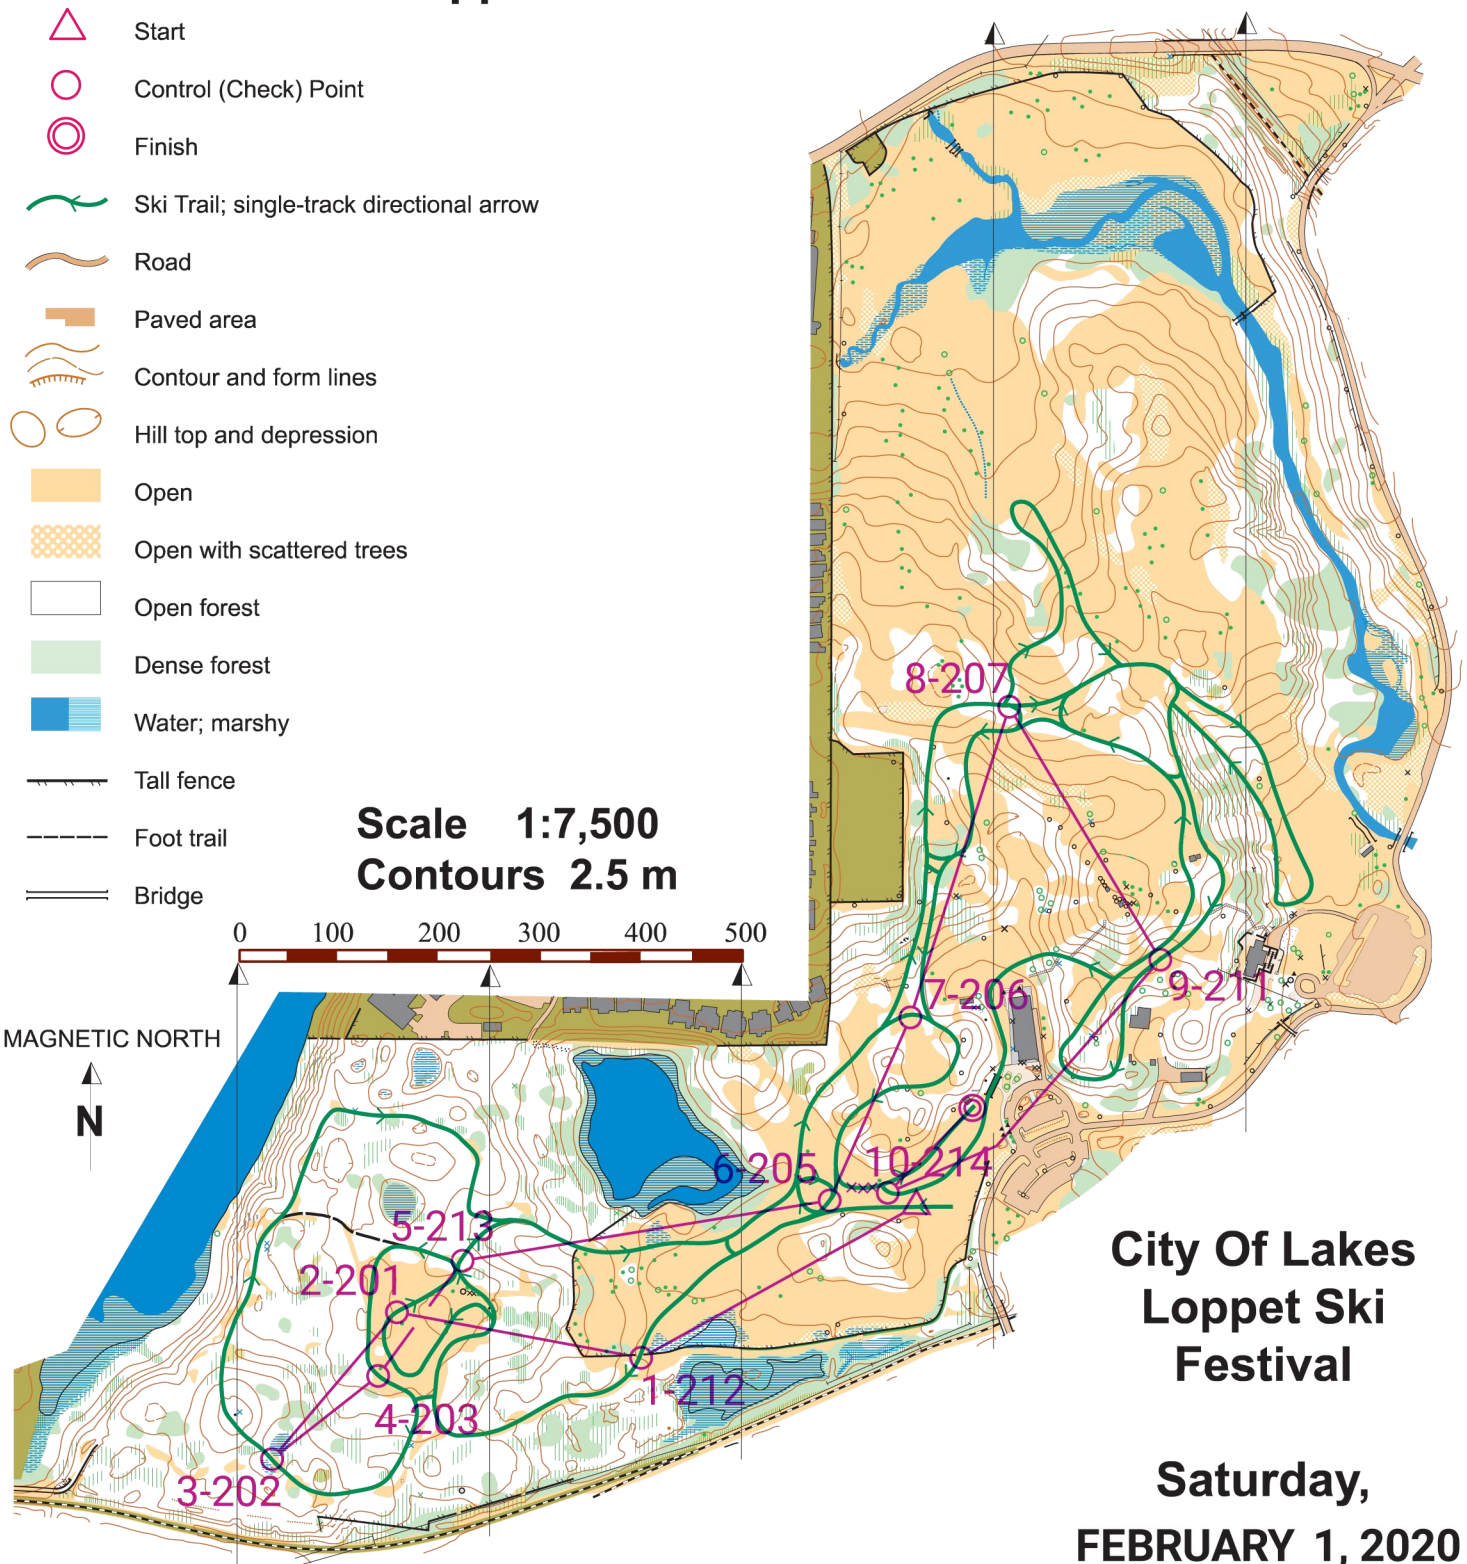 Start
Control (Check) Point
Finish
Ski Trail; single-track directional arrow
Road
Paved area
Contour and form lines
Hill top and depression
Open
Open with scattered trees
Open forest
Dense forest
Water; marshy
Tall fence
Foot trail
Bridge
Scale 1:7,500
Contours 2.5 m
0 100 200 300 400 500
MAGNETIC NORTH
N
8-207
7-206
9-211
6-205
10-214
5-213
2-201
1-212
4-203
3-202
City Of Lakes
Loppet Ski
Festival
Saturday,
FEBRUARY 1, 2020